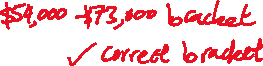 $54,000 - $73,000 bracket
✓ correct bracket